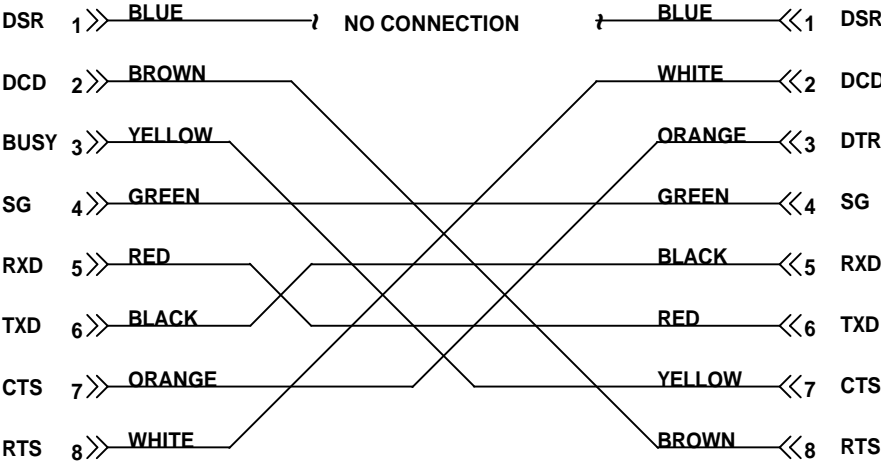 DSR 1 BLUE NO CONNECTION BLUE 1 DSR
DCD 2 BROWN WHITE 2 DCD
BUSY 3 YELLOW ORANGE 3 DTR
SG 4 GREEN GREEN 4 SG
RXD 5 RED BLACK 5 RXD
TXD 6 BLACK RED 6 TXD
CTS 7 ORANGE YELLOW 7 CTS
RTS 8 WHITE BROWN 8 RTS